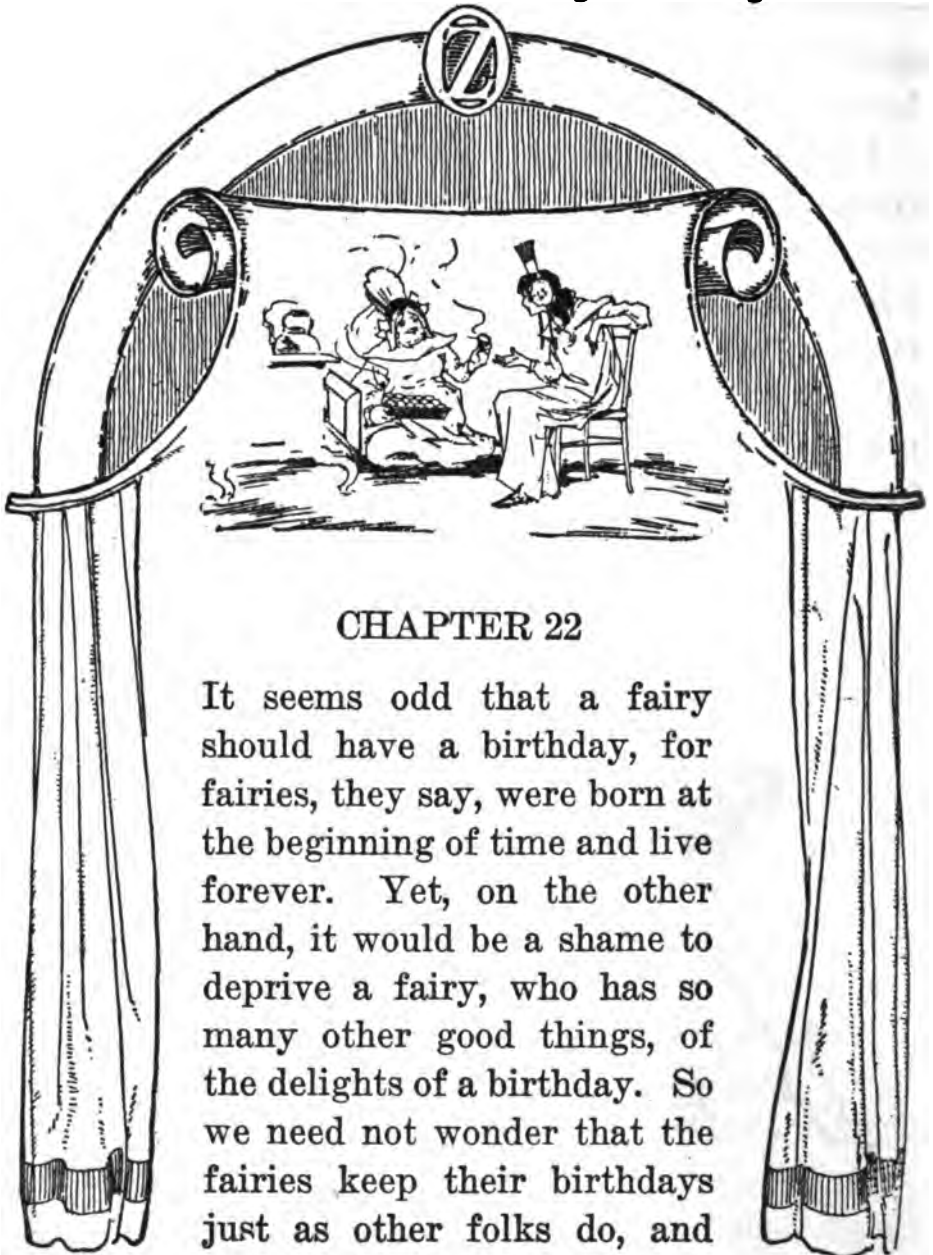 OZ
CHAPTER 22
It seems odd that a fairy
should have a birthday, for
fairies, they say, were born at
the beginning of time and live
forever. Yet, on the other
hand, it would be a shame to
deprive a fairy, who has so
many other good things, of
the delights of a birthday. So
we need not wonder that the
fairies keep their birthdays
just as other folks do, and